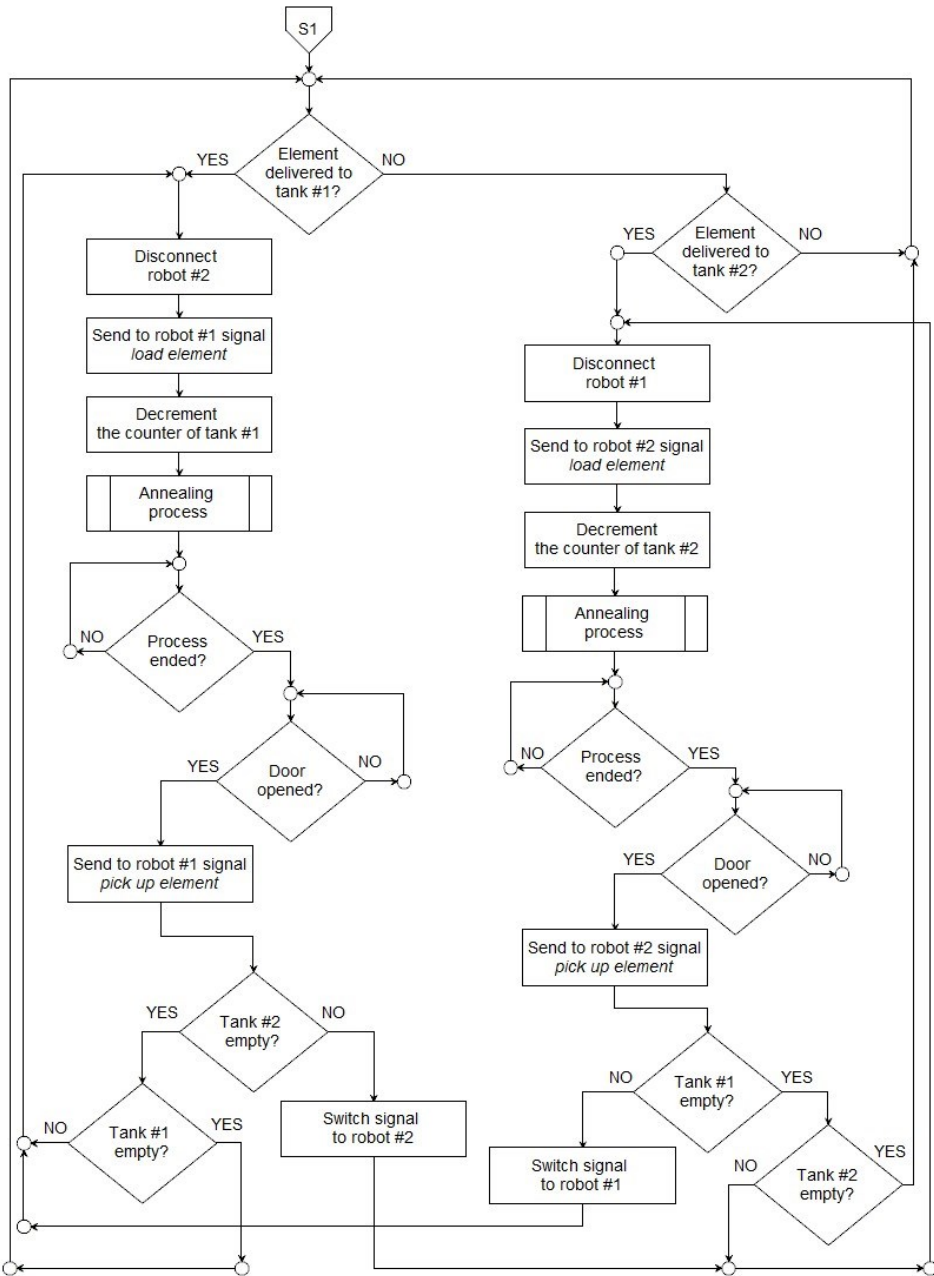 S1
Element
delivered to
tank #1?
YES
NO
Disconnect
robot #2
Send to robot #1 signal
load element
Decrement
the counter of tank #1
Annealing
process
Process
ended?
NO
YES
Door
opened?
YES
NO
Send to robot #1 signal
pick up element
Tank #2
empty?
YES
NO
Tank #1
empty?
NO
YES
Switch signal
to robot #2
Element
delivered to
tank #2?
YES
NO
Disconnect
robot #1
Send to robot #2 signal
load element
Decrement
the counter of tank #2
Annealing
process
Process
ended?
NO
YES
Door
opened?
YES
NO
Send to robot #2 signal
pick up element
Tank #1
empty?
NO
YES
Switch signal
to robot #1
Tank #2
empty?
NO
YES